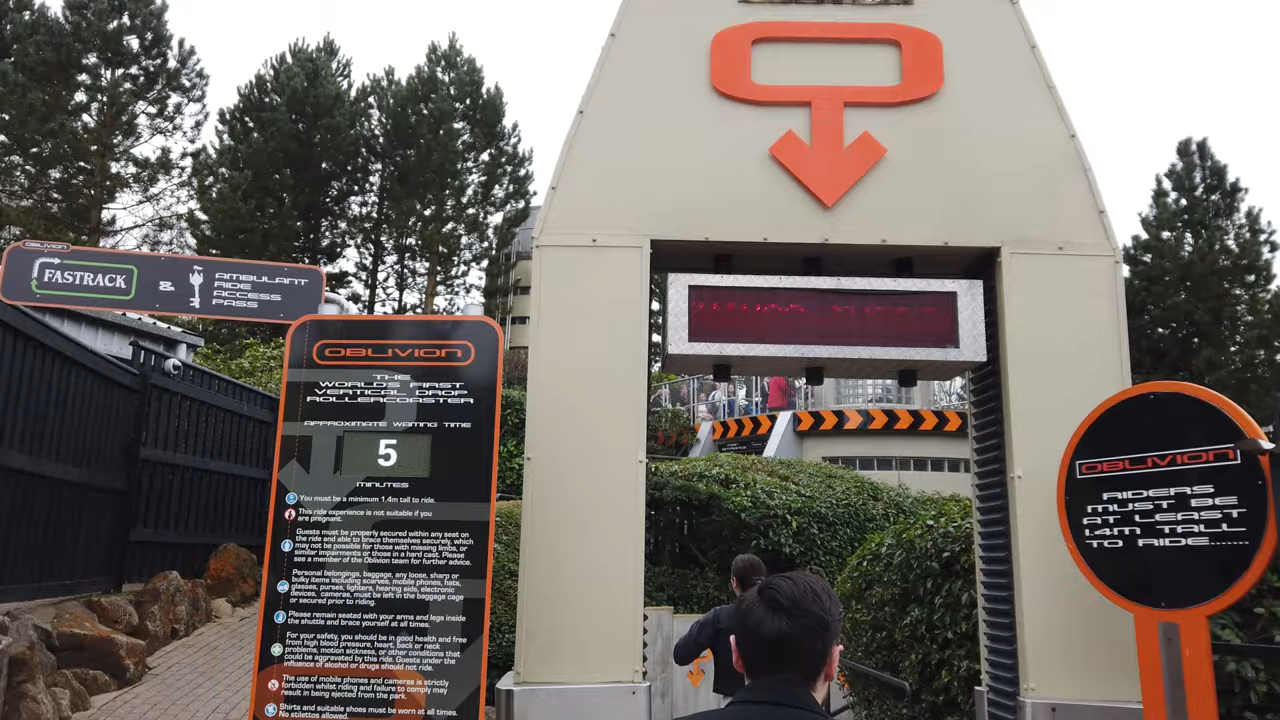 OBLIVION
FASTRACK
&
AMBULANT
RIDE
ACCESS
PASS
OBLIVION
THE
WORLD'S FIRST
VERTICAL DROP
ROLLERCOASTER
APPROXIMATE WAITING TIME
5
MINUTES
You must be a minimum 1.4m tall to ride.
This ride experience is not suitable if you
are pregnant.
Guests must be properly secured within any seat on
the ride and able to brace themselves securely, which
may not be possible for those with missing limbs, or
similar impairments or those in a hard cast. Please
see a member of the Oblivion team for further advice.
Personal belongings, baggage, any loose, sharp or
bulky items including scarves, mobile phones, hats,
glasses, purses, lighters, hearing aids, electronic
devices, cameras, must be left in the baggage cage
or secured prior to riding.
Please remain seated with your arms and legs inside
the shuttle and brace yourself at all times.
For your safety, you should be in good health and free
from high blood pressure, heart, back or neck
problems, motion sickness, or other conditions that
could be aggravated by this ride. Guests under the
influence of alcohol or drugs should not ride.
The use of mobile phones and cameras is strictly
forbidden whilst riding and failure to comply may
result in being ejected from the park.
Shirts and suitable shoes must be worn at all times.
No stilettos allowed.
OBLIVION
RIDERS
MUST BE
AT LEAST
1.4M TALL
TO RIDE.......